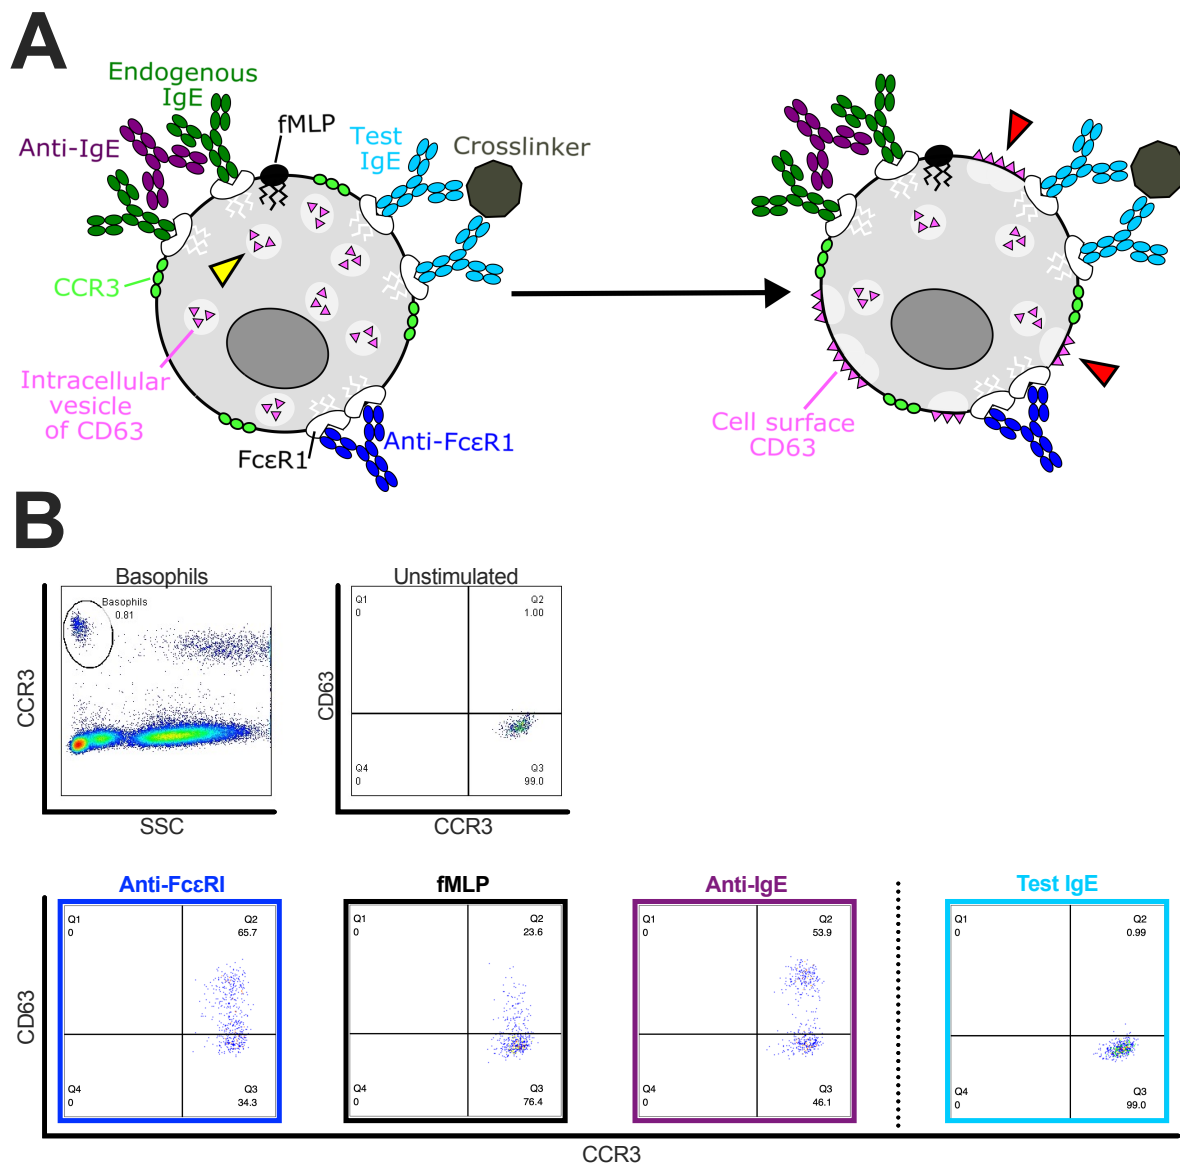 A
Endogenous
IgE
Anti-IgE
fMLP
Test
IgE
Crosslinker
CCR3
Intracellular
vesicle
of CD63
FcεR1
Anti-FcεR1
Cell surface
CD63
B
Basophils
Basophils
0.81
CCR3
SSC
Unstimulated
Q1
0
Q2
1.00
Q4
0
Q3
99.0
CD63
CCR3
Anti-FcεRI
Q1
0
Q2
65.7
Q4
0
Q3
34.3
fMLP
Q1
0
Q2
23.6
Q4
0
Q3
76.4
Anti-IgE
Q1
0
Q2
53.9
Q4
0
Q3
46.1
Test IgE
Q1
0
Q2
0.99
Q4
0
Q3
99.0
CD63
CCR3